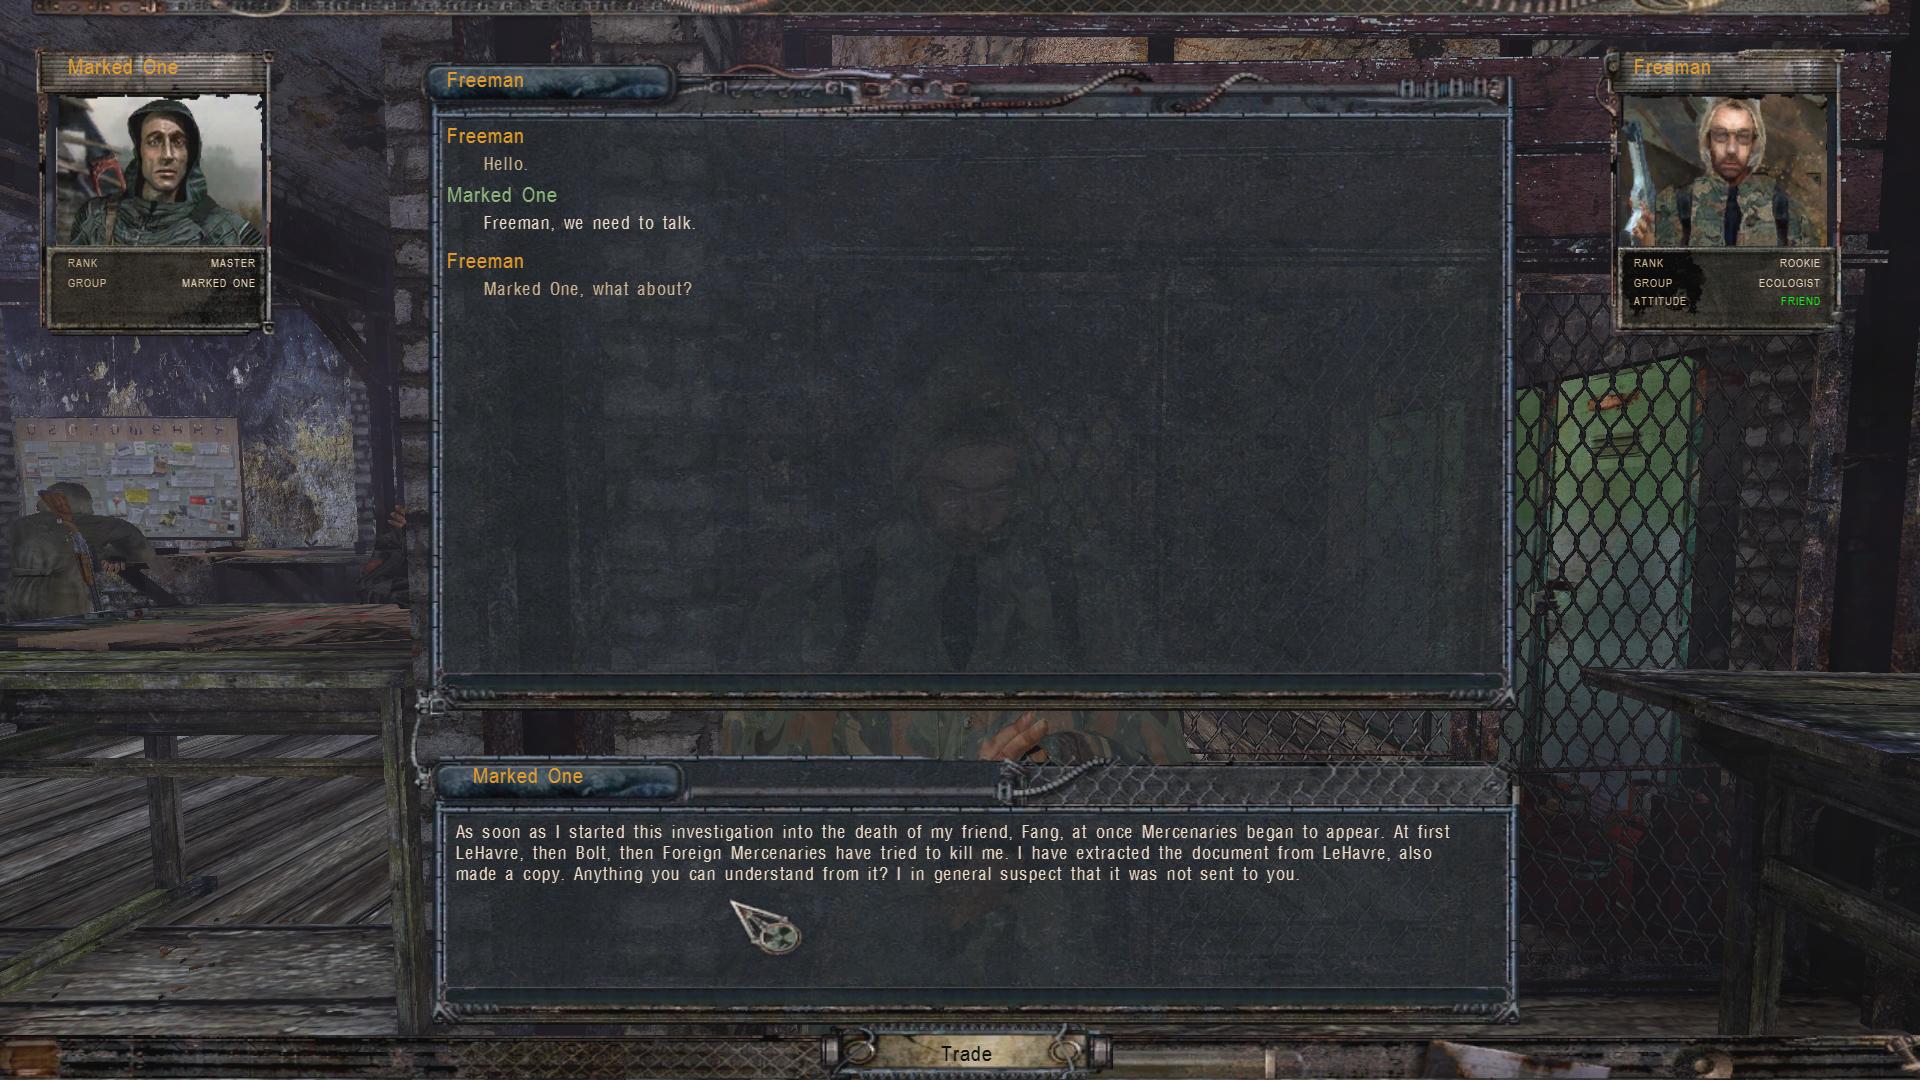 Marked One
Freeman
Freeman
Freeman
Hello.
Marked One
Freeman, we need to talk.
Freeman
Marked One, what about?
RANK MASTER
GROUP MARKED ONE
RANK ROOKIE
GROUP ECOLOGIST
ATTITUDE FRIEND
Marked One
As soon as I started this investigation into the death of my friend, Fang, at once Mercenaries began to appear. At first
LeHavre, then Bolt, then Foreign Mercenaries have tried to kill me. I have extracted the document from LeHavre, also
made a copy. Anything you can understand from it? I in general suspect that it was not sent to you.
Trade